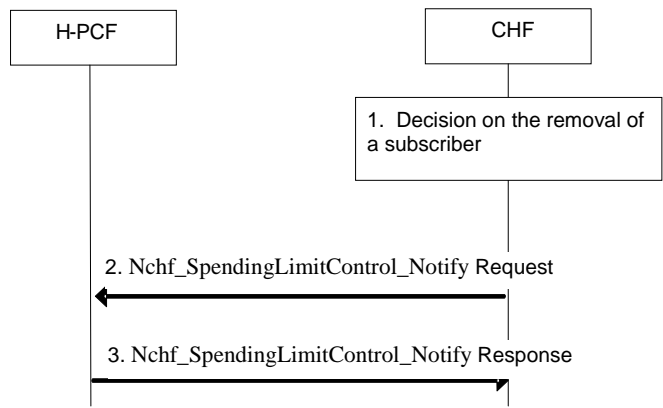 H-PCF
CHF
1. Decision on the removal of
a subscriber
2. Nchf_SpendingLimitControl_Notify Request
3. Nchf_SpendingLimitControl_Notify Response